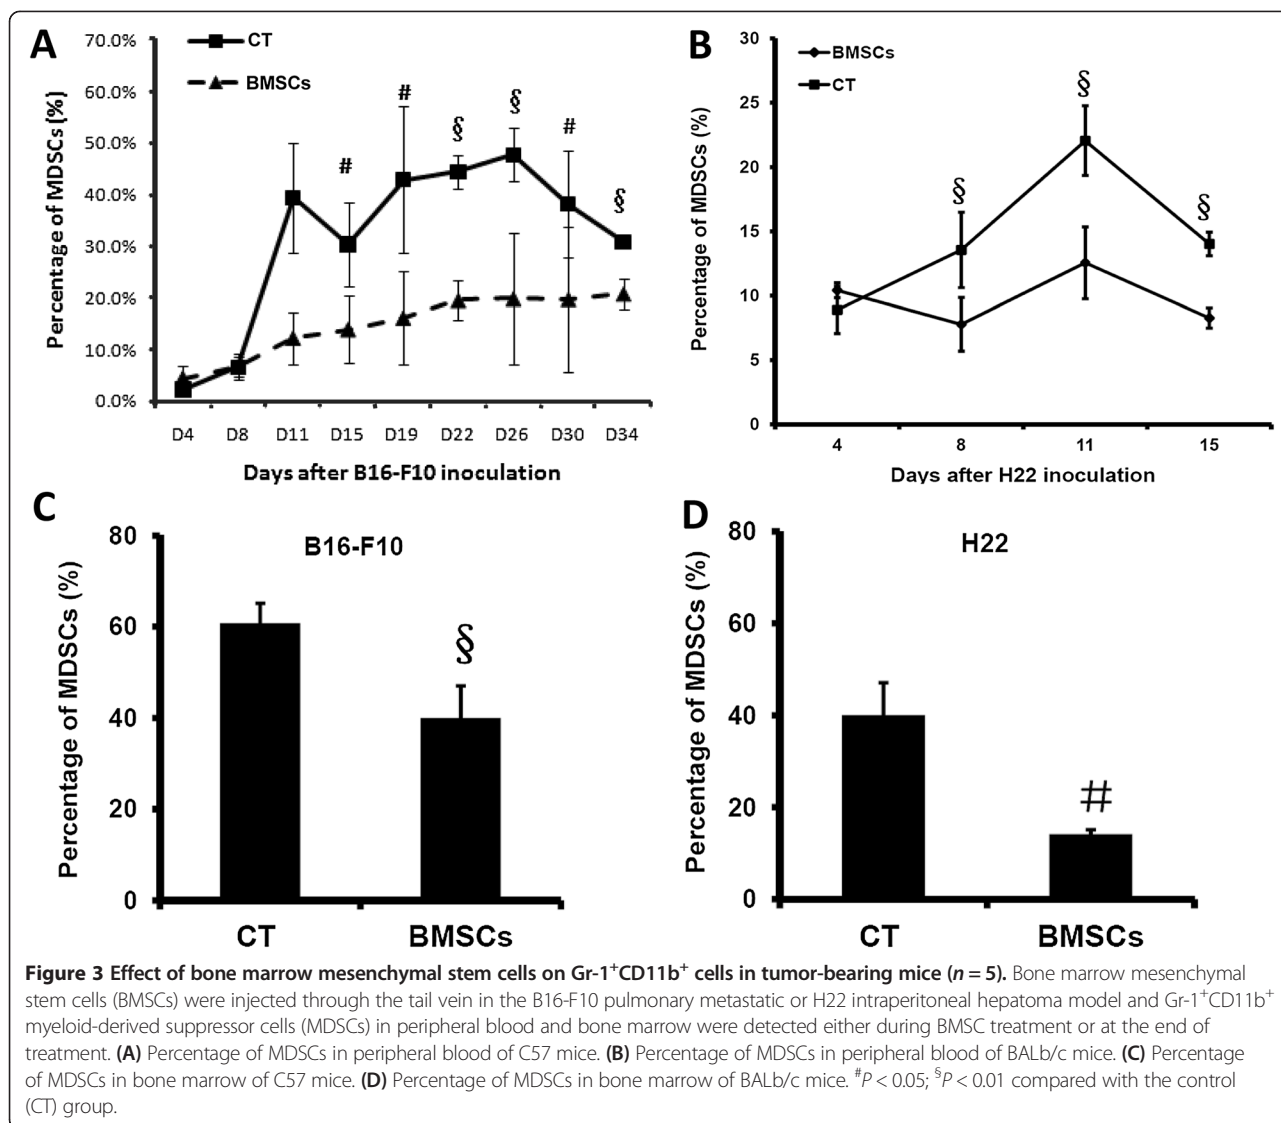 A
70.0%
60.0%
50.0%
40.0%
30.0%
20.0%
10.0%
0.0%
Percentage of MDSCs (%)
CT
BMSCs
#
#
§
§
#
§
D4 D8 D11 D15 D19 D22 D26 D30 D34
Days after B16-F10 inoculation
B
30
25
20
15
10
5
0
Percentage of MDSCs (%)
BMSCs
CT
§
§
§
4 8 11 15
Days after H22 inoculation
C
80
60
40
20
0
Percentage of MDSCs (%)
B16-F10
§
CT BMSCs
D
80
60
40
20
0
Percentage of MDSCs (%)
H22
#
CT BMSCs
Figure 3 Effect of bone marrow mesenchymal stem cells on Gr-1⁺CD11b⁺ cells in tumor-bearing mice (n = 5). Bone marrow mesenchymal
stem cells (BMSCs) were injected through the tail vein in the B16-F10 pulmonary metastatic or H22 intraperitoneal hepatoma model and Gr-1⁺CD11b⁺
myeloid-derived suppressor cells (MDSCs) in peripheral blood and bone marrow were detected either during BMSC treatment or at the end of
treatment. (A) Percentage of MDSCs in peripheral blood of C57 mice. (B) Percentage of MDSCs in peripheral blood of BALb/c mice. (C) Percentage
of MDSCs in bone marrow of C57 mice. (D) Percentage of MDSCs in bone marrow of BALb/c mice. #P < 0.05; §P < 0.01 compared with the control
(CT) group.